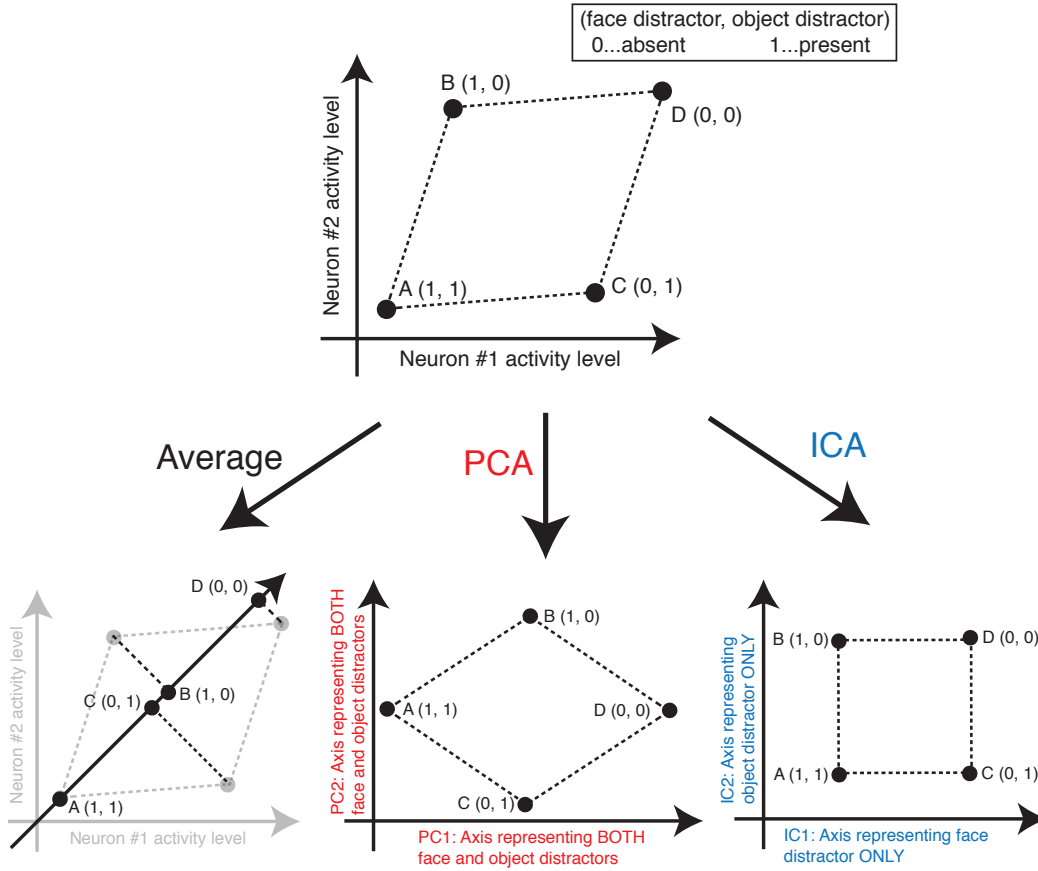 (face distractor, object distractor)
0...absent 1...present
B (1, 0)
D (0, 0)
A (1, 1)
C (0, 1)
Neuron #2 activity level
Neuron #1 activity level
Average
PCA
ICA
D (0, 0)
B (1, 0)
C (0, 1)
A (1, 1)
Neuron #2 activity level
Neuron #1 activity level
B (1, 0)
A (1, 1)
D (0, 0)
C (0, 1)
PC2: Axis representing BOTH
face and object distractors
PC1: Axis representing BOTH
face and object distractors
B (1, 0)
D (0, 0)
A (1, 1)
C (0, 1)
IC2: Axis representing
object distractor ONLY
IC1: Axis representing face
distractor ONLY